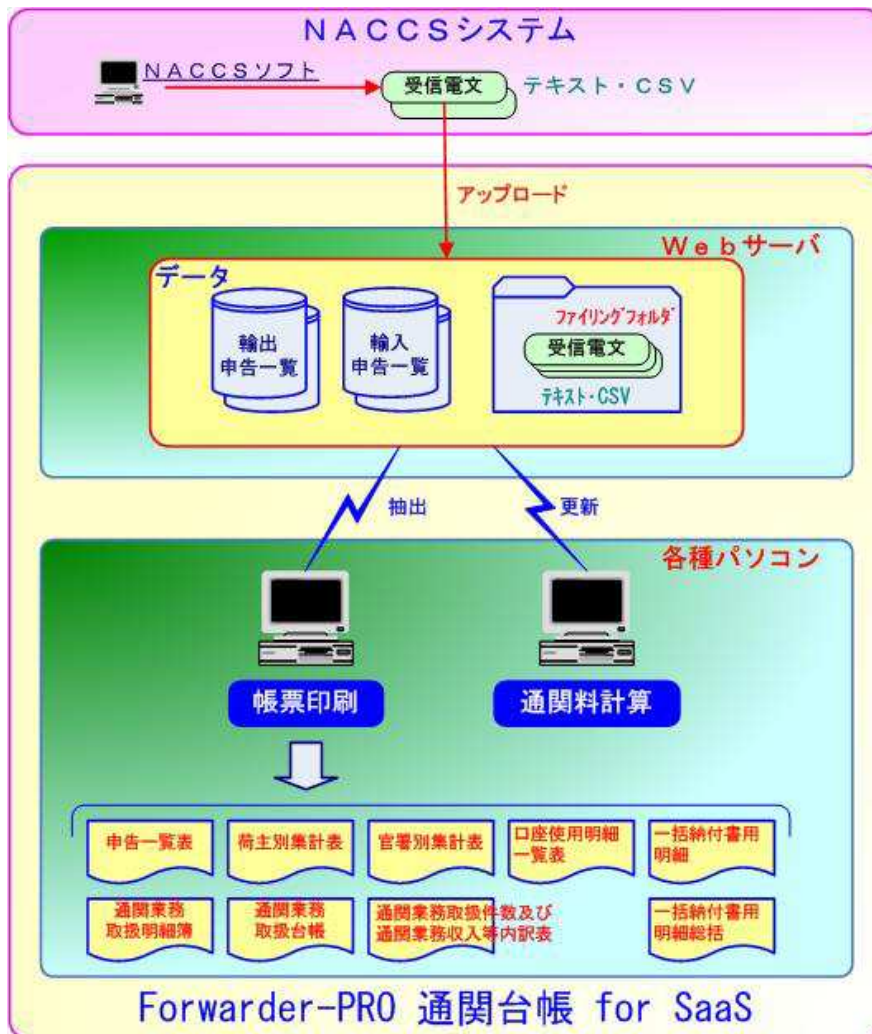 ＮＡＣＣＳシステム
ＮＡＣＣＳソフト
受信電文
テキスト・ＣＳＶ
アップロード
Ｗｅｂサーバ
データ
輸出
申告一覧
輸入
申告一覧
ﾌｧｲﾘﾝｸﾞﾌｫﾙﾀﾞ
受信電文
ﾃｷｽﾄ･CSV
抽出
更新
各種パソコン
帳票印刷
通関料計算
申告一覧表
荷主別集計表
官署別集計表
口座使用明細
一覧表
一括納付書用
明細
通関業務
取扱明細簿
通関業務
取扱台帳
通関業務取扱件数及び
通関業務収入等内訳表
一括納付書用
明細総括
Forwarder-PRO 通関台帳 for SaaS